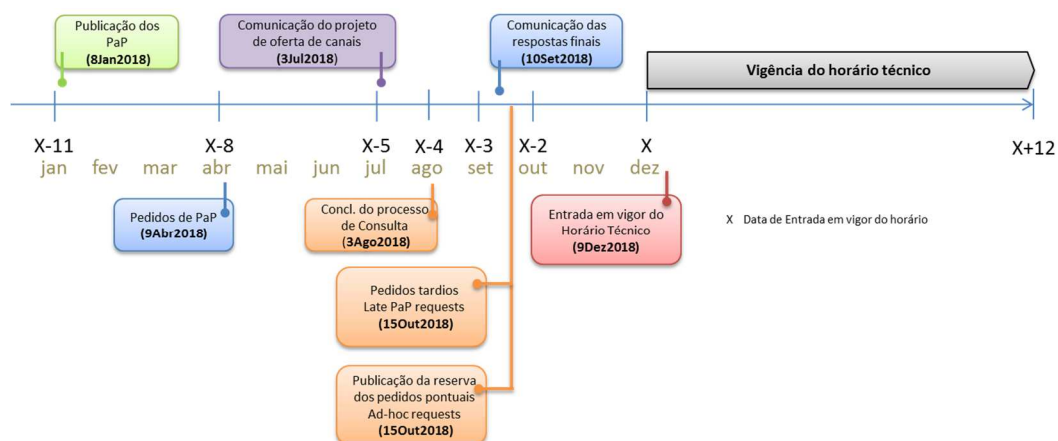 Publicação dos
PaP
(8Jan2018)
Comunicação do projeto
de oferta de canais
(3Jul2018)
Comunicação das
respostas finais
(10Set2018)
Vigência do horário técnico
X-11
X-8
X-5
X-4
X-3
X-2
X
X+12
jan
fev
mar
abr
mai
jun
jul
ago
set
out
nov
dez
Pedidos de PaP
(9Abr2018)
Concl. do processo
de Consulta
(3Ago2018)
Entrada em vigor do
Horário Técnico
(9Dez2018)
X Data de Entrada em vigor do horário
Pedidos tardios
Late PaP requests
(15Out2018)
Publicação da reserva
dos pedidos pontuais
Ad-hoc requests
(15Out2018)